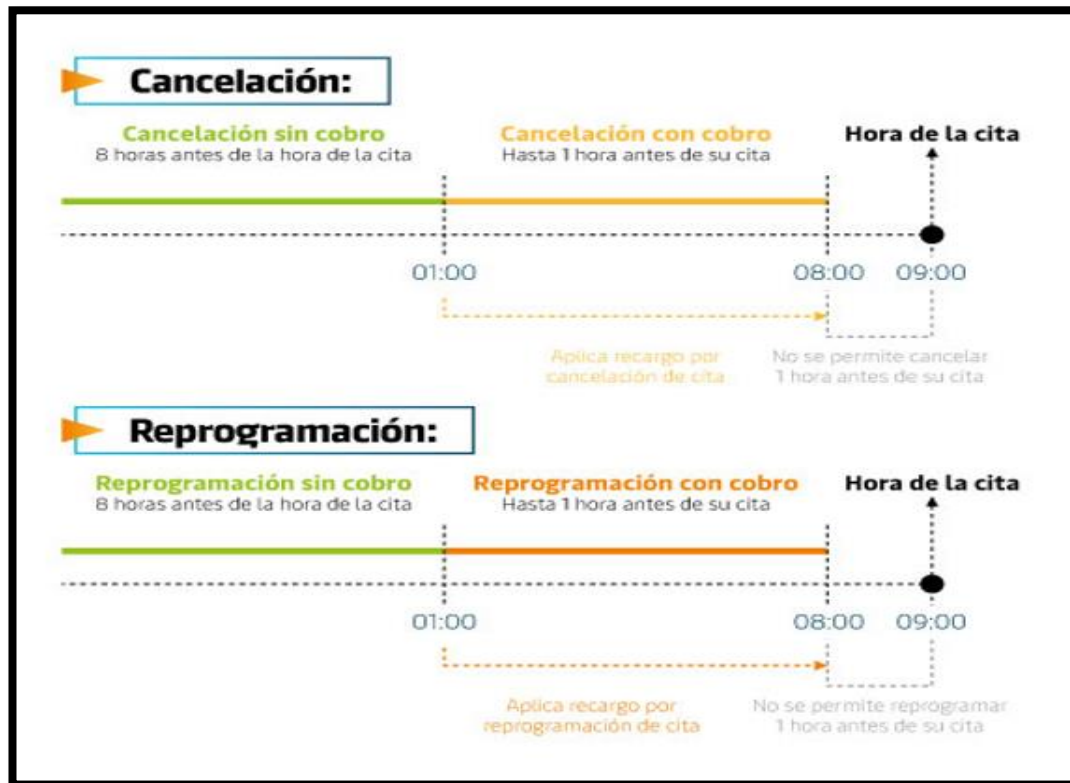 Cancelación:
Cancelación sin cobro
8 horas antes de la hora de la cita
Cancelación con cobro
Hasta 1 hora antes de su cita
Hora de la cita
01:00
08:00
09:00
Aplica recargo por
cancelación de cita
No se permite cancelar
1 hora antes de su cita
Reprogramación:
Reprogramación sin cobro
8 horas antes de la hora de la cita
Reprogramación con cobro
Hasta 1 hora antes de su cita
Hora de la cita
01:00
08:00
09:00
Aplica recargo por
reprogramación de cita
No se permite reprogramar
1 hora antes de su cita